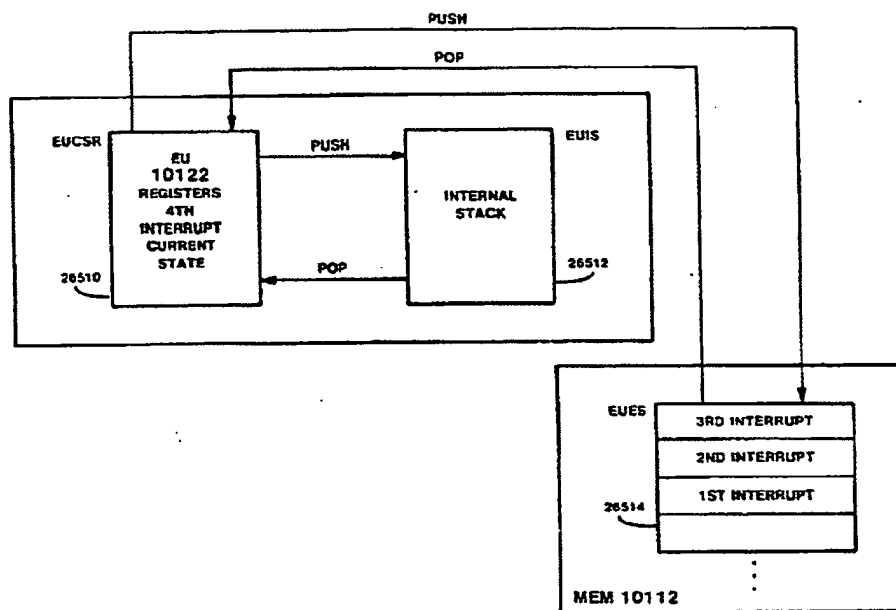 PUSH
POP
EUCSR
EU
10122
REGISTERS
4TH
INTERRUPT
CURRENT
STATE
26510
PUSH
POP
INTERNAL
STACK
EUIS
26512
EUES
3RD INTERRUPT
2ND INTERRUPT
1ST INTERRUPT
26514
MEM 10112